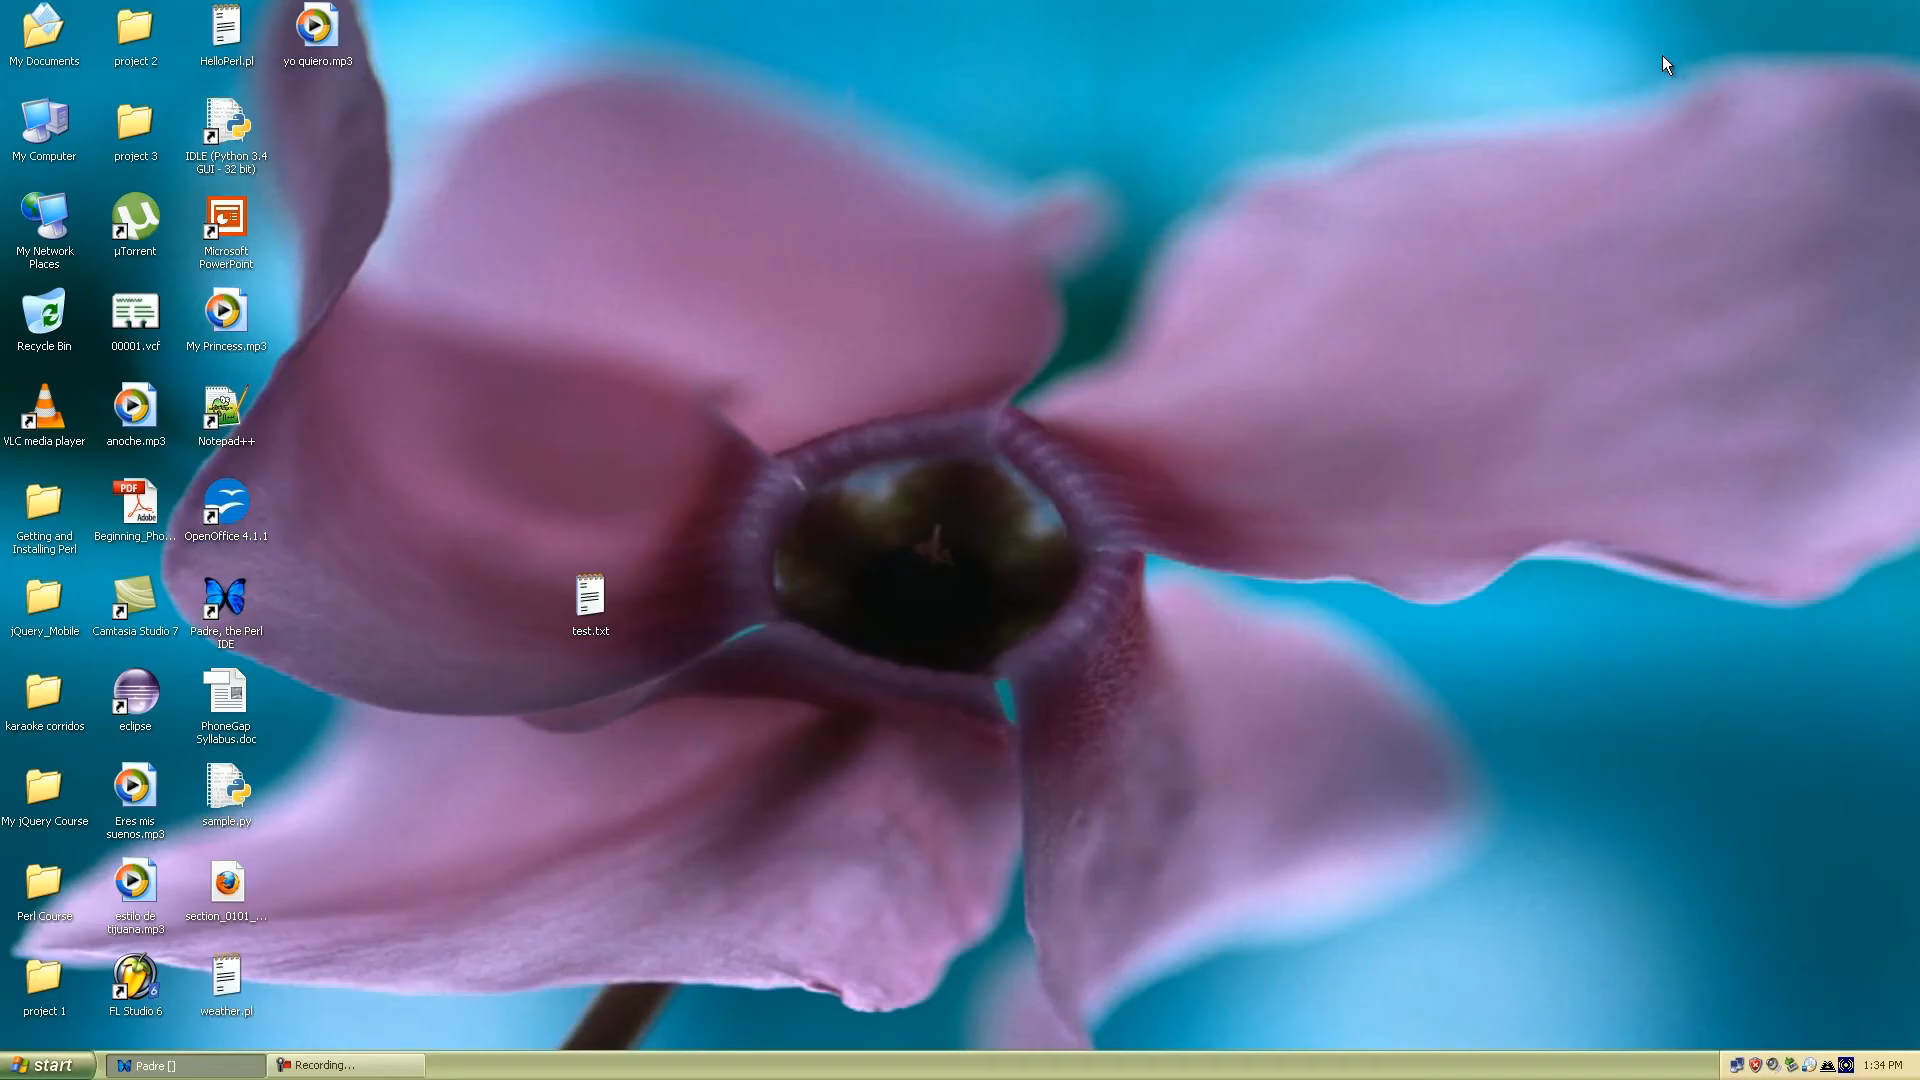 My Documents
project 2
HelloPerl.pl
yo quiero.mp3
My Computer
project 3
IDLE (Python 3.4
GUI - 32 bit)
My Network
Places
µTorrent
Microsoft
PowerPoint
Recycle Bin
00001.vcf
My Princess.mp3
VLC media player
anoche.mp3
Notepad++
PDF
Adobe
Getting and
Installing Perl
Beginning_Pho...
OpenOffice 4.1.1
jQuery_Mobile
Camtasia Studio 7
Padre, the Perl
IDE
test.txt
karaoke corridos
eclipse
PhoneGap
Syllabus.doc
My jQuery Course
Eres mis
suenos.mp3
sample.py
Perl Course
estilo de
tijuana.mp3
section_0101_...
project 1
6
FL Studio 6
weather.pl
start
Padre []
Recording...
1:34 PM